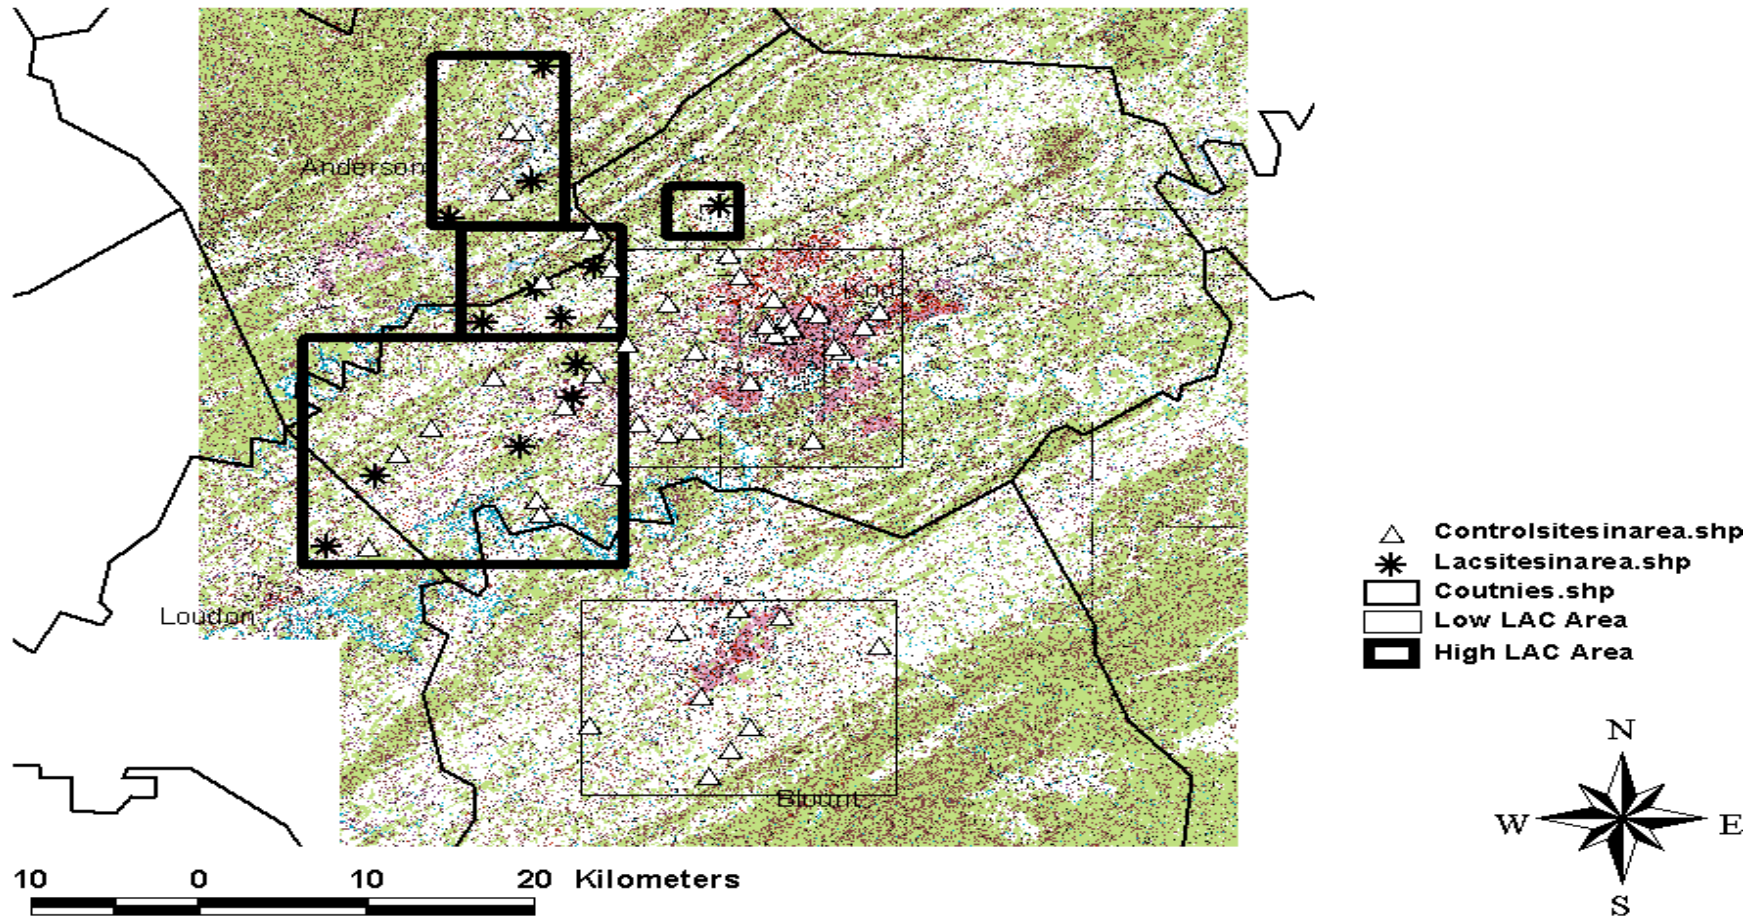 Anderson
Knox
Controlsitesinarea.shp
Lacsitesinarea.shp
Coutnies.shp
Loudon
Low LAC Area
High LAC Area
N
Blount
W
E
10 0 10 20 Kilometers
S